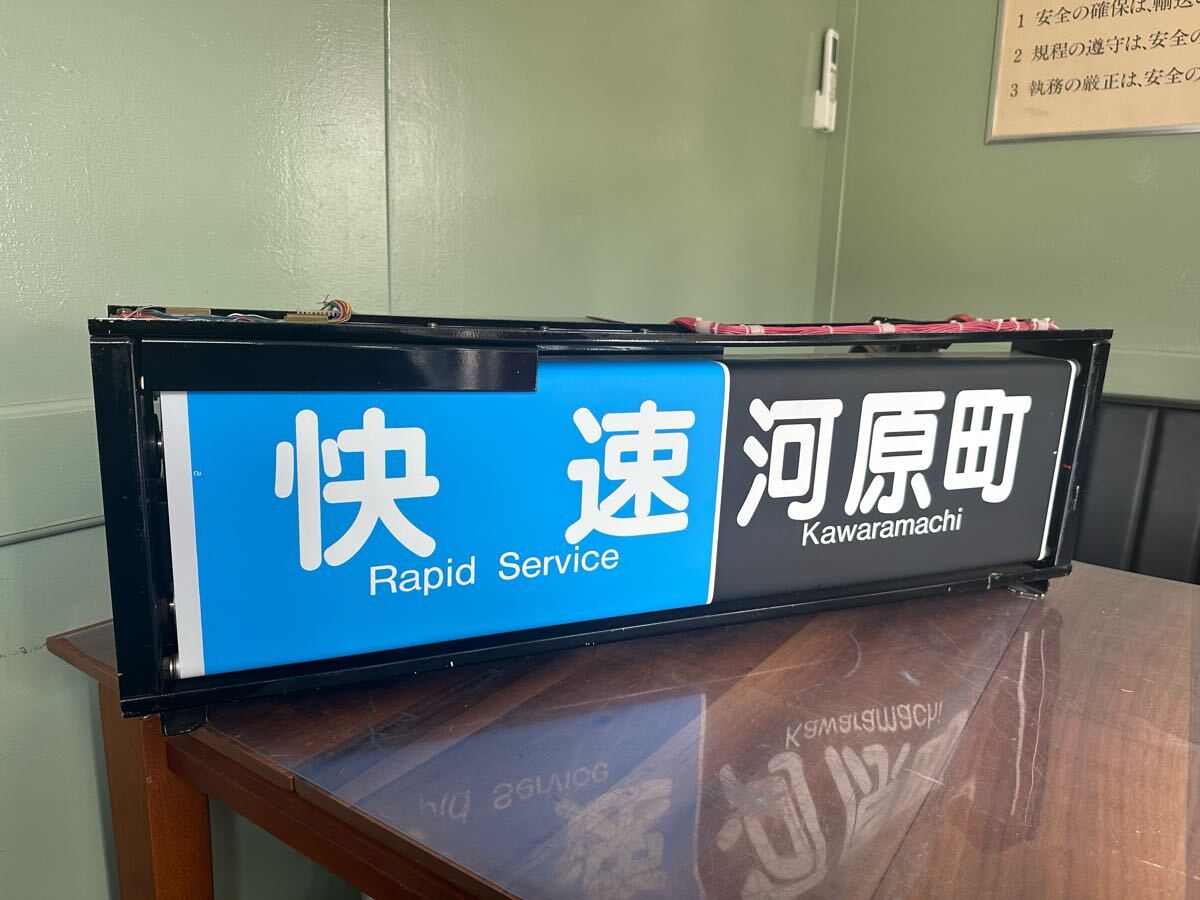 1 安全の確保は、輸送
2 規程の遵守は、安全の
3 執務の厳正は、安全の
快速
Rapid Service
河原町
Kawaramachi